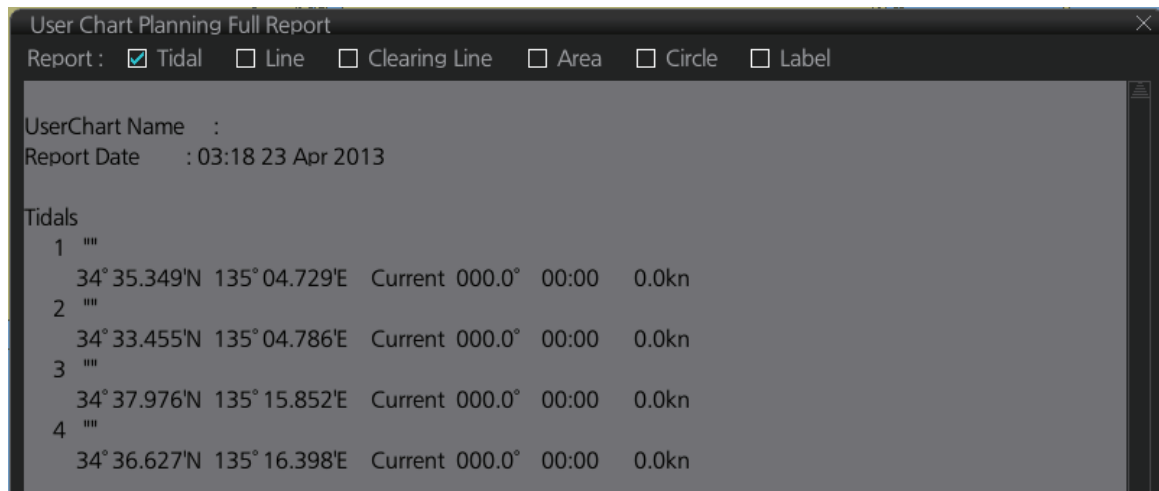 User Chart Planning Full Report
Report : Tidal Line Clearing Line Area Circle Label
UserChart Name :
Report Date : 03:18 23 Apr 2013
Tidals
1 ""
34°35.349'N 135°04.729'E Current 000.0° 00:00 0.0kn
2 ""
34°33.455'N 135°04.786'E Current 000.0° 00:00 0.0kn
3 ""
34°37.976'N 135°15.852'E Current 000.0° 00:00 0.0kn
4 ""
34°36.627'N 135°16.398'E Current 000.0° 00:00 0.0kn